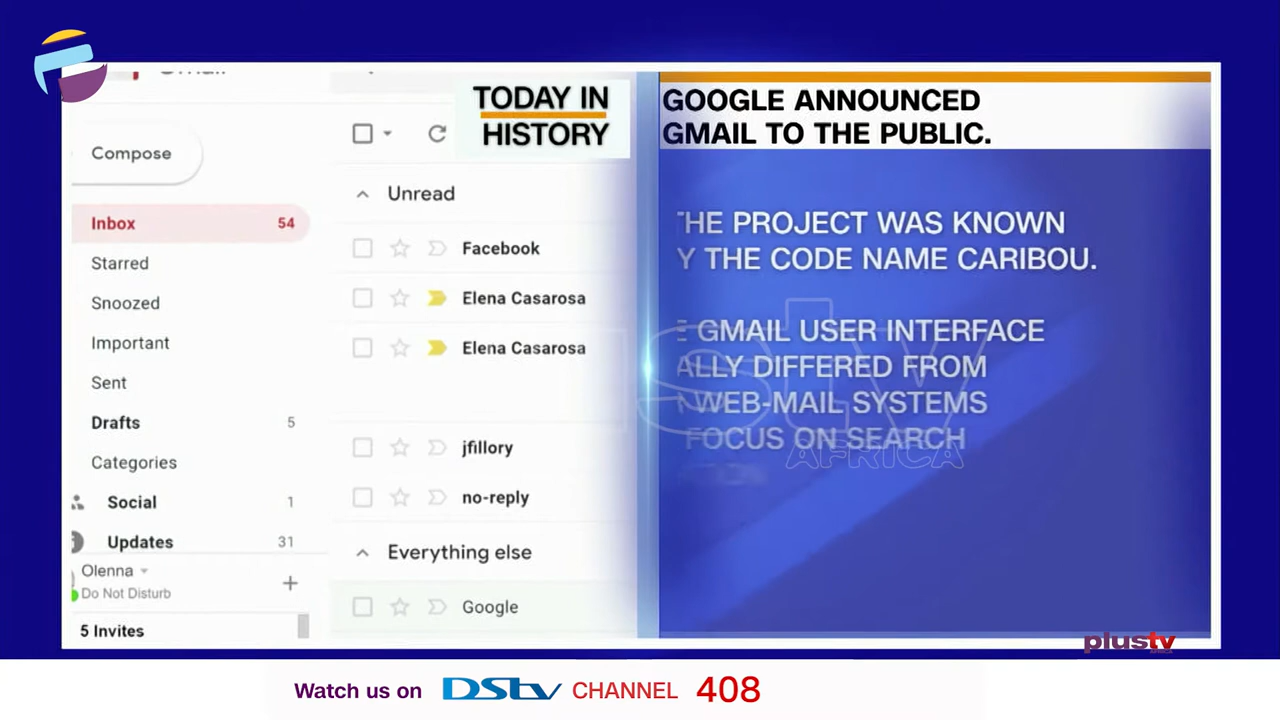 TODAY IN
HISTORY
GOOGLE ANNOUNCED
GMAIL TO THE PUBLIC.
Compose
Inbox 54
Starred
Snoozed
Important
Sent
Drafts 5
Categories
Social 1
Updates 31
Olenna
Do Not Disturb
5 Invites
Unread
Facebook
Elena Casarosa
Elena Casarosa
jfillory
no-reply
Everything else
Google
THE PROJECT WAS KNOWN
Y THE CODE NAME CARIBOU.
GMAIL USER INTERFACE
ALLY DIFFERED FROM
WEB-MAIL SYSTEMS
FOCUS ON SEARCH
AFRICA
plustv
Watch us on DStv CHANNEL 408